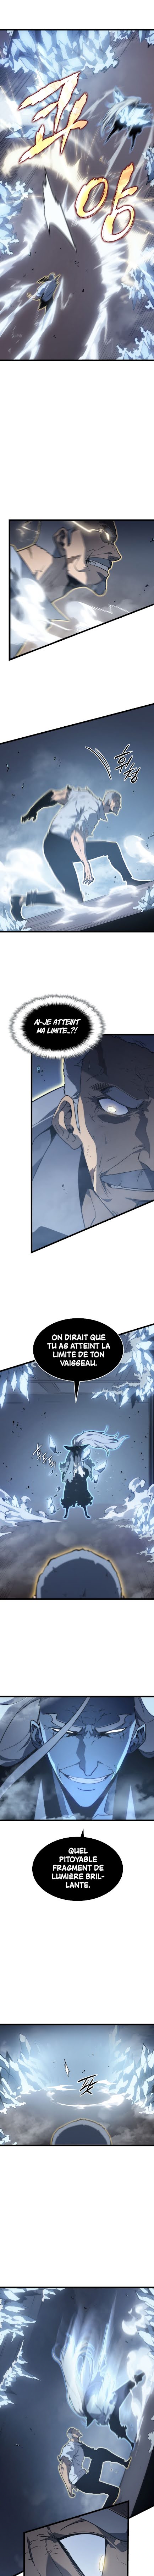 콰
앙
AI-JE ATTEINT
MA LIMITE...?!
ON DIRAIT QUE
TU AS ATTEINT LA
LIMITE DE TON
VAISSEAU.
QUEL
PITOYABLE
FRAGMENT DE
LUMIÈRE BRIL-
LANTE.